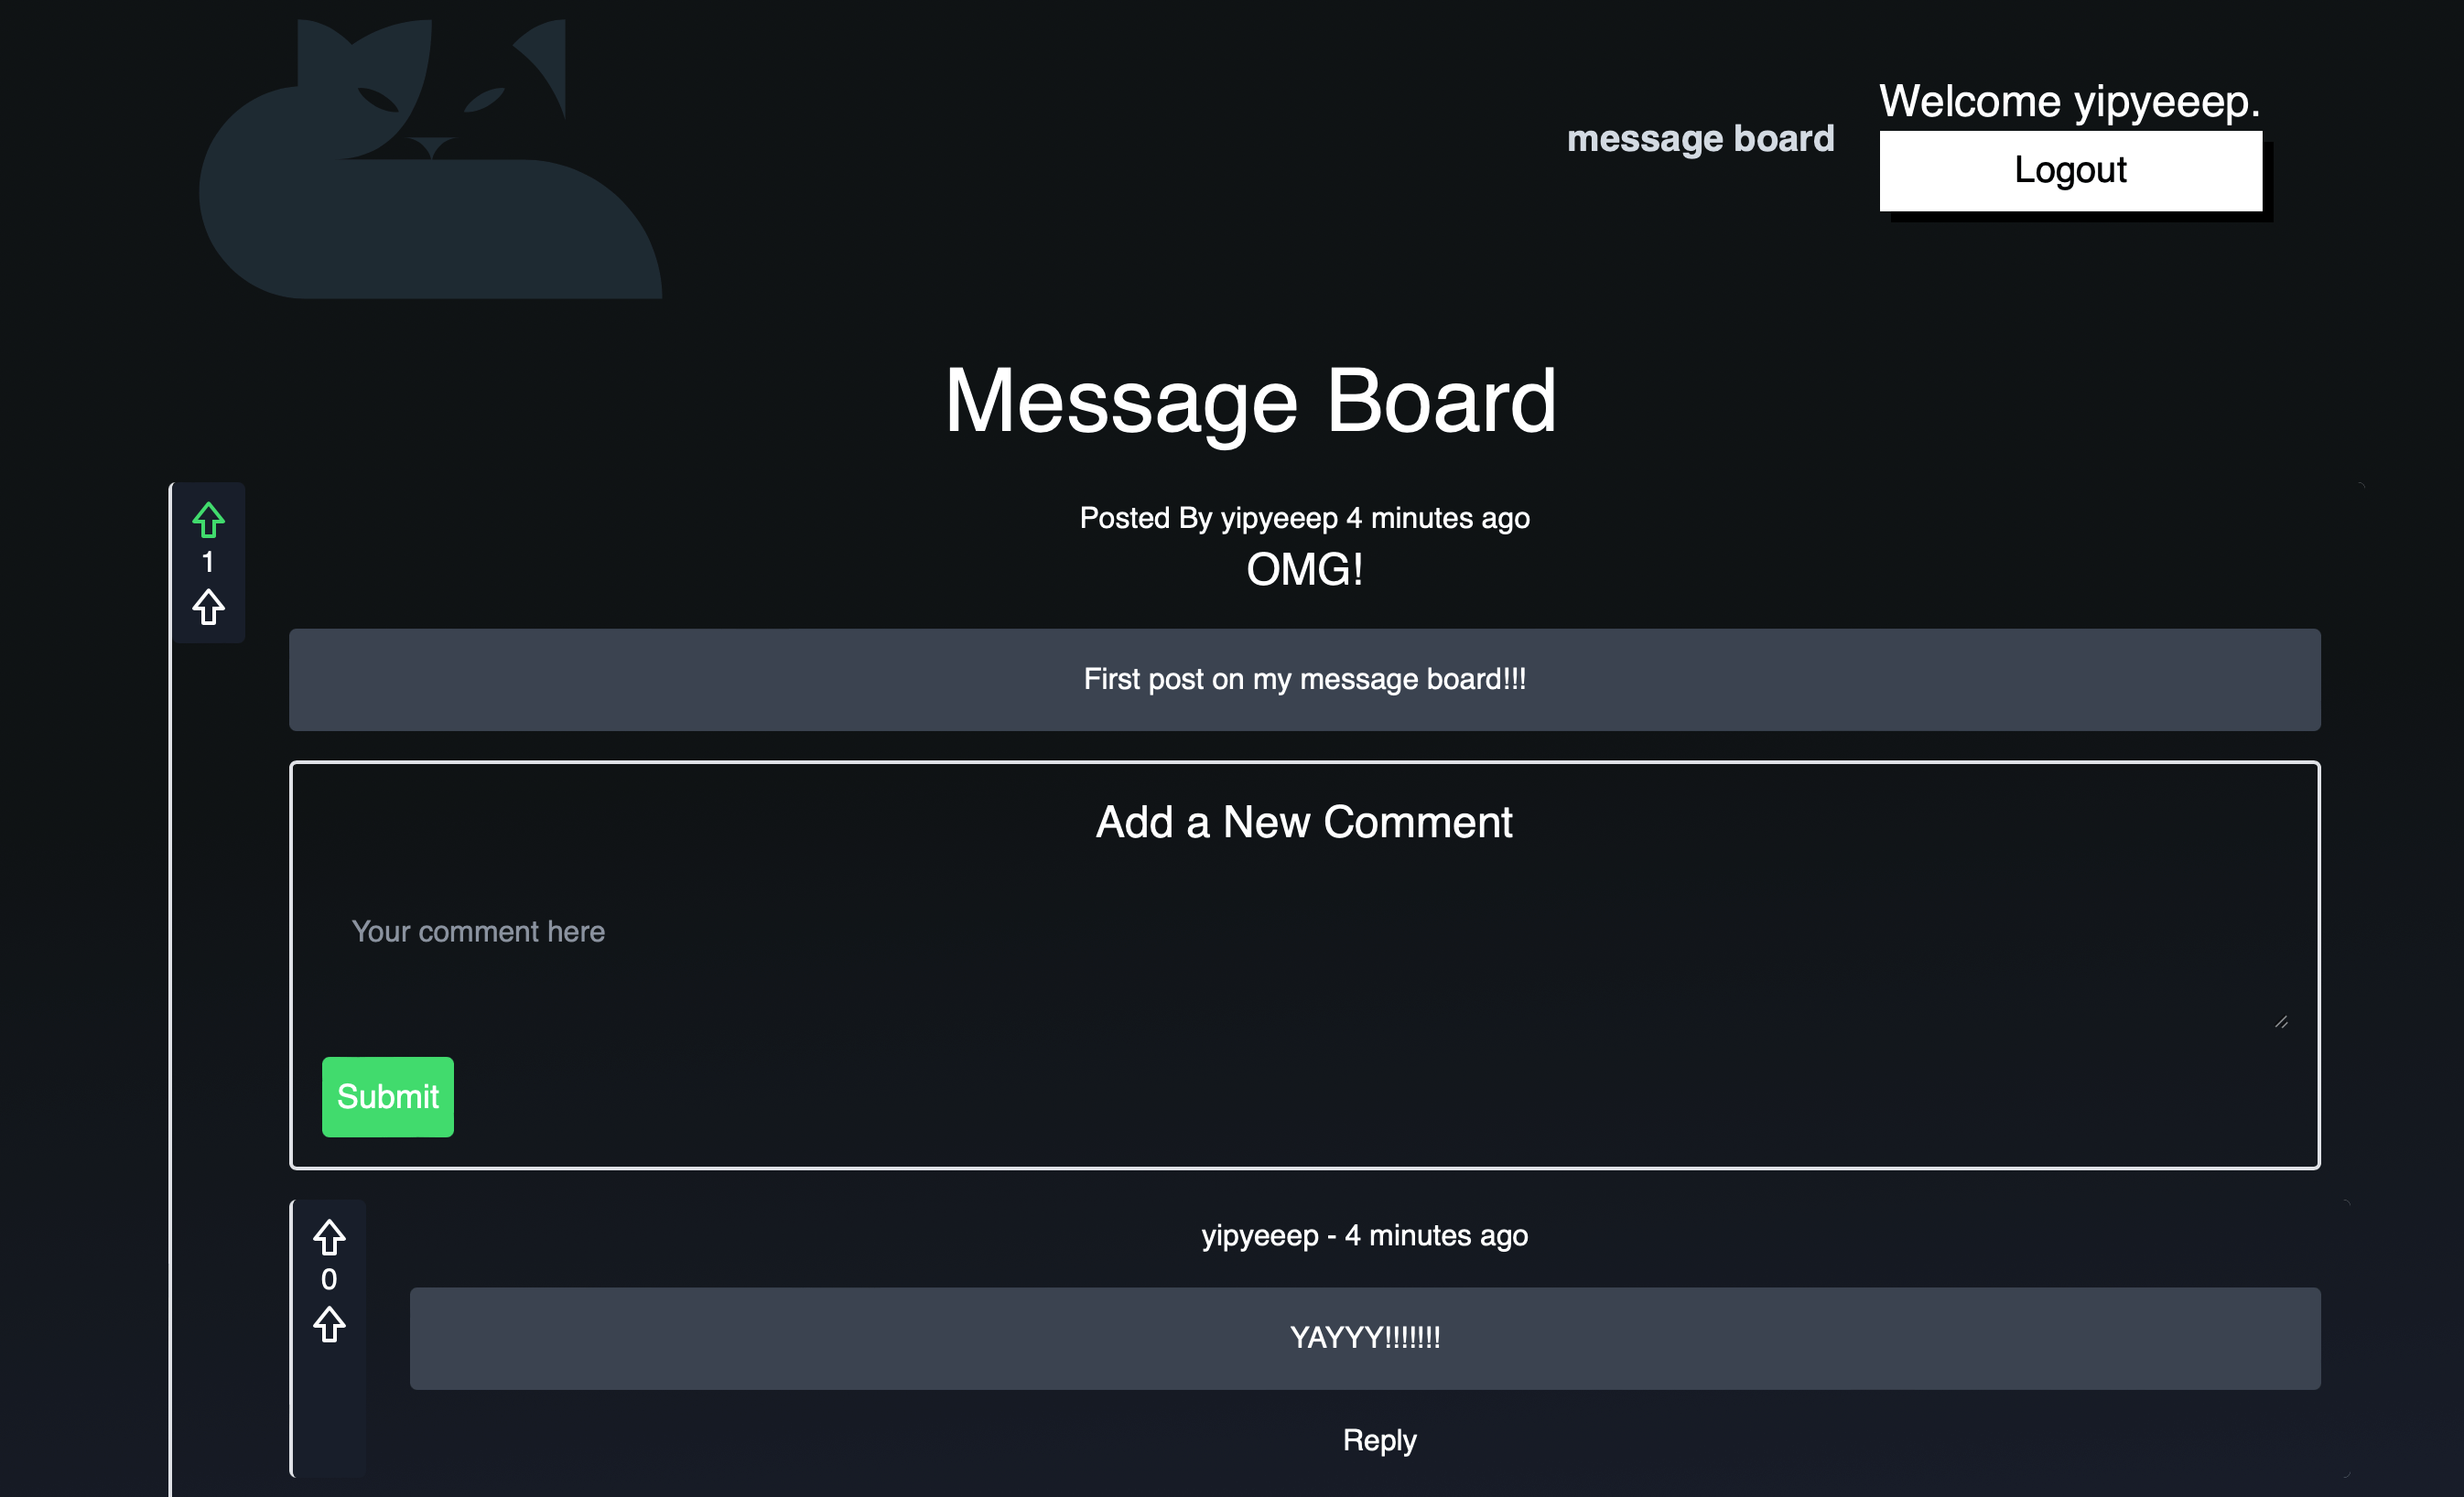 Welcome yipyeeep.
message board
Logout
Message Board
Posted By yipyeeep 4 minutes ago
1
OMG!
First post on my message board!!!
Add a New Comment
Your comment here
Submit
yipyeeep - 4 minutes ago
0
YAYYY!!!!!!!
Reply